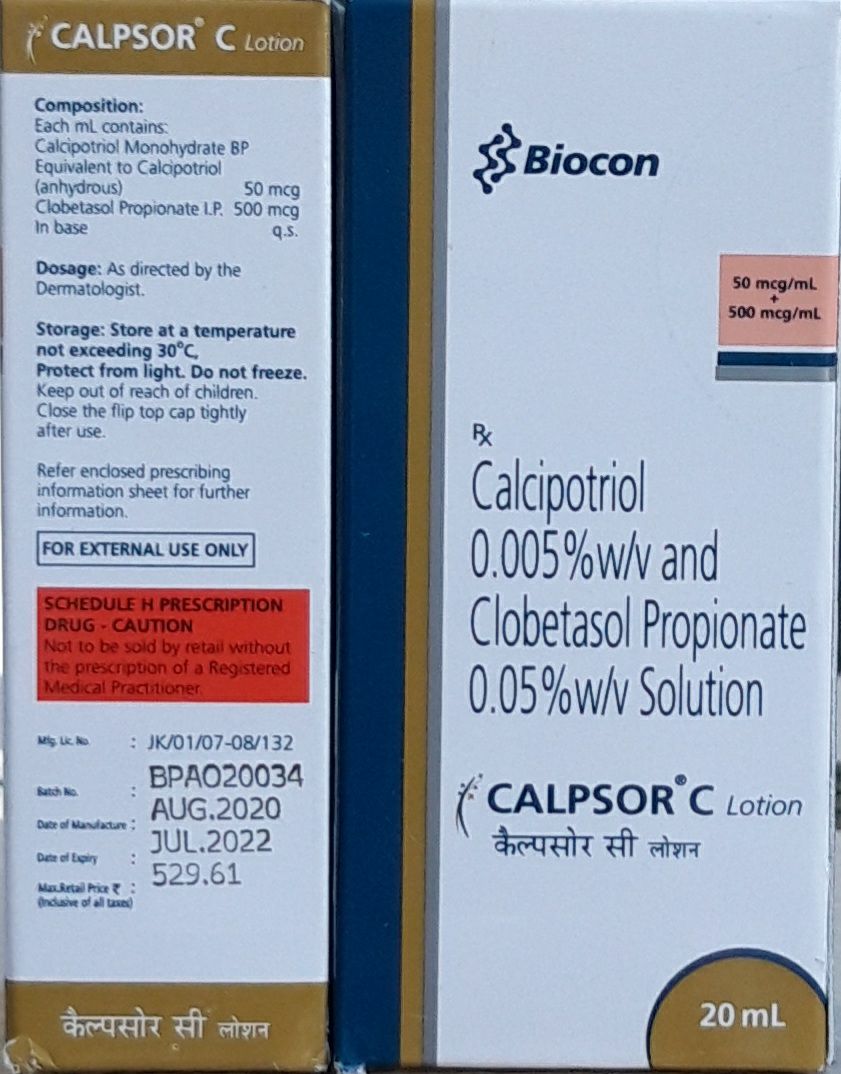 CALPSOR® C Lotion
Composition:
Each mL contains:
Calcipotriol Monohydrate BP
Equivalent to Calcipotriol
(anhydrous) 50 mcg
Clobetasol Propionate I.P. 500 mcg
In base q.s.
Dosage: As directed by the
Dermatologist.
Storage: Store at a temperature
not exceeding 30°C,
Protect from light. Do not freeze.
Keep out of reach of children.
Close the flip top cap tightly
after use.
Refer enclosed prescribing
information sheet for further
information.
FOR EXTERNAL USE ONLY
SCHEDULE H PRESCRIPTION
DRUG - CAUTION
Not to be sold by retail without
the prescription of a Registered
Medical Practitioner.
Mfg. Lic. No. : JK/01/07-08/132
Batch No. : BPAO20034
Date of Manufacture : AUG.2020
Date of Expiry : JUL.2022
Max.Retail Price ₹ : 529.61
(Inclusive of all taxes)
कैल्पसोर सी लोशन
Biocon
50 mcg/mL
+
500 mcg/mL
Rx
Calcipotriol
0.005%w/v and
Clobetasol Propionate
0.05%w/v Solution
CALPSOR® C Lotion
कैल्पसोर सी लोशन
20 mL